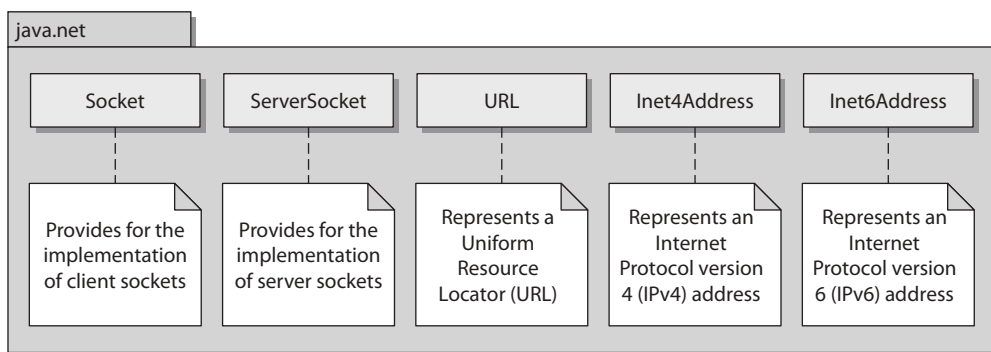 java.net
Socket
ServerSocket
URL
Inet4Address
Inet6Address
Provides for the
implementation
of client sockets
Provides for the
implementation
of server sockets
Represents a
Uniform
Resource
Locator (URL)
Represents an
Internet
Protocol version
4 (IPv4) address
Represents an
Internet
Protocol version
6 (IPv6) address